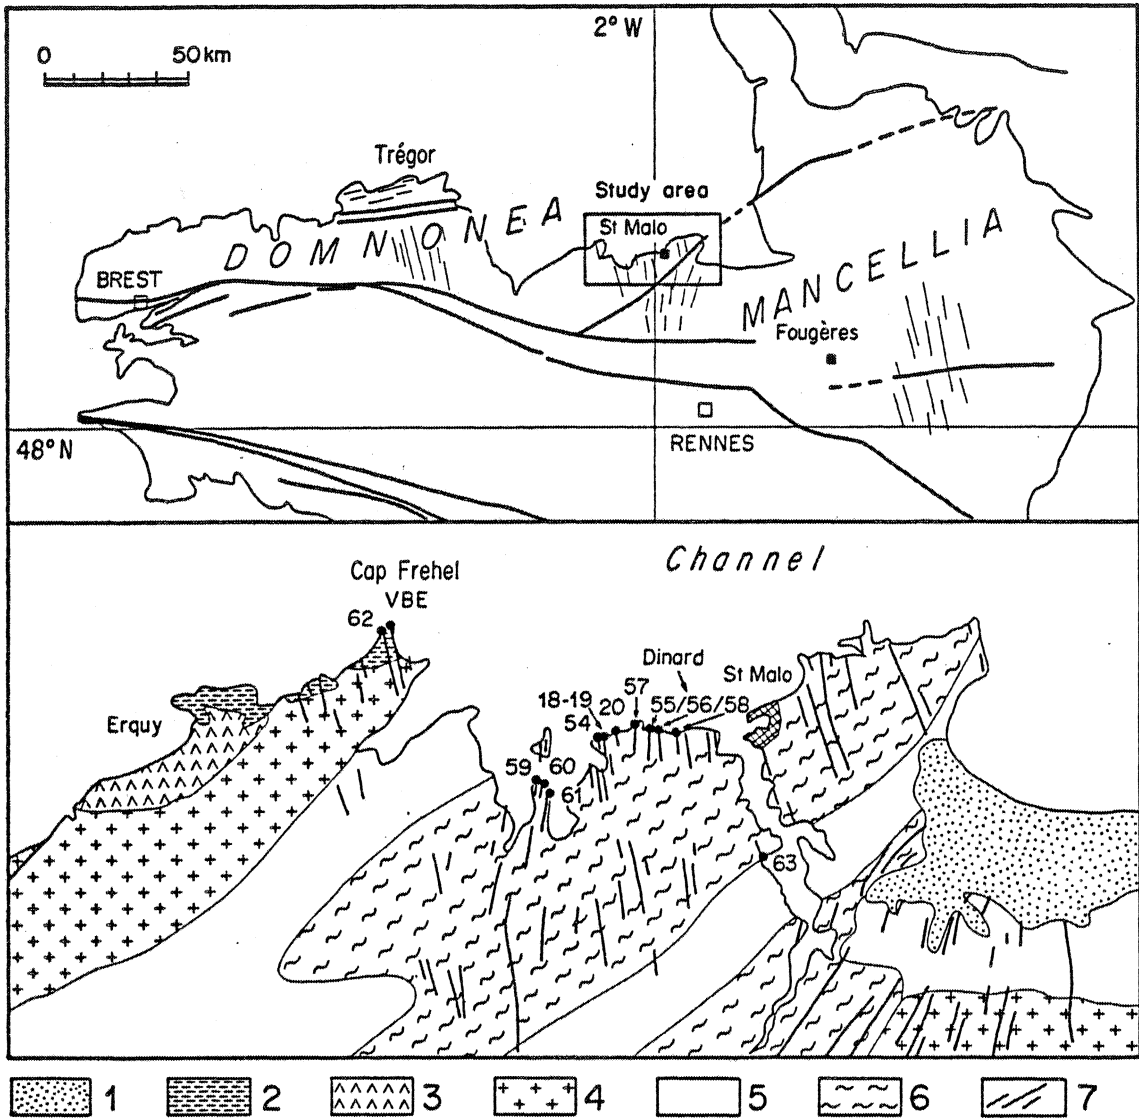 2° W
0 50 km
Trégor
Study area
St Malo
DOMNONEA
BREST
MANCELLIA
Fougères
48° N
RENNES
Channel
Cap Frehel
VBE
62
Dinard
St Malo
57
18-19
20
55/56/58
54
Erquy
59
60
61
63
1
2
3
4
5
6
7